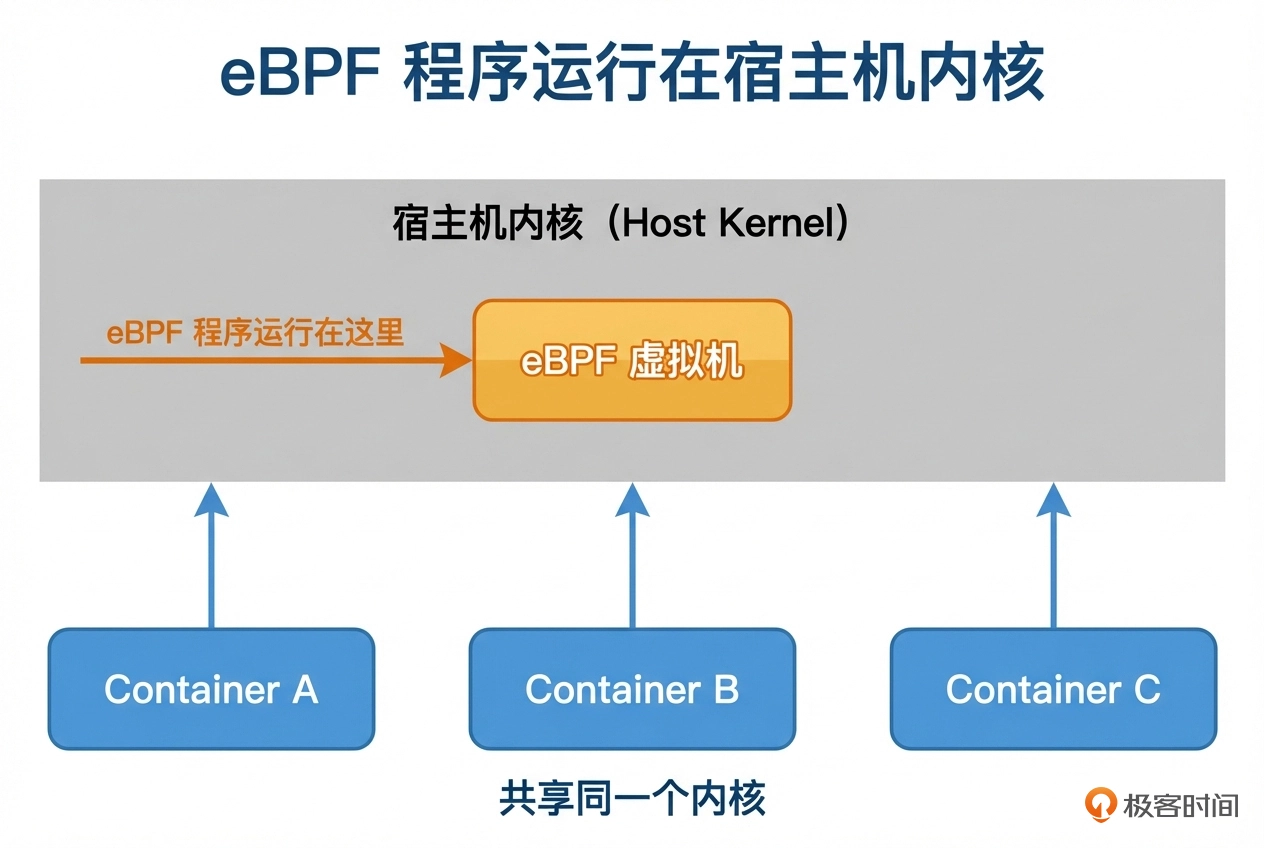 eBPF 程序运行在宿主机内核
宿主机内核（Host Kernel）
eBPF 程序运行在这里
eBPF 虚拟机
Container A
Container B
Container C
共享同一个内核
极客时间